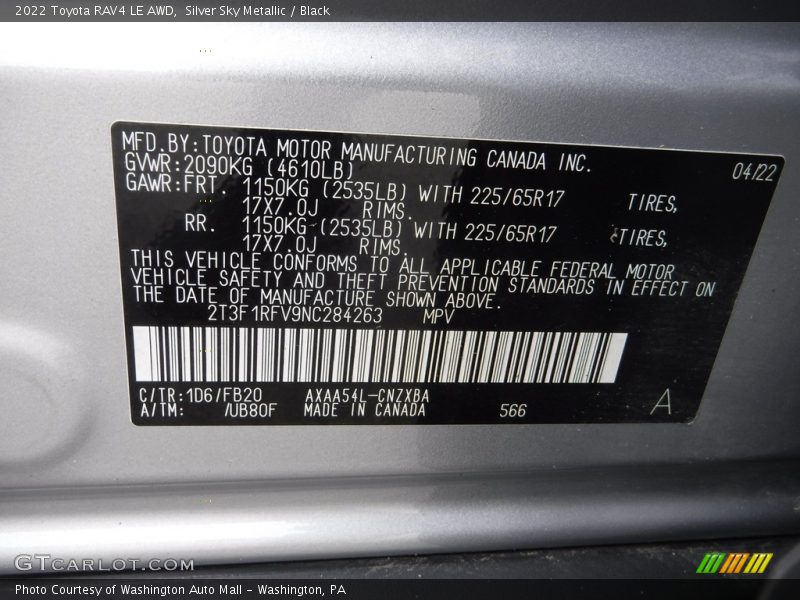 2022 Toyota RAV4 LE AWD,  Silver Sky Metallic / Black
MFD.BY:TOYOTA MOTOR MANUFACTURING CANADA INC.
04/22
GVWR:2090KG (4610LB)
GAWR:FRT 1150KG (2535LB) WITH 225/65R17 TIRES,
17X7.0J RIMS.
RR. 1150KG (2535LB) WITH 225/65R17 TIRES,
17X7.0J RIMS.
THIS VEHICLE CONFORMS TO ALL APPLICABLE FEDERAL MOTOR
VEHICLE SAFETY AND THEFT PREVENTION STANDARDS IN EFFECT ON
THE DATE OF MANUFACTURE SHOWN ABOVE.
2T3F1RFV9NC284263 MPV
C/TR:1D6/FB20 AXAA54L-CNZXBA
A/TM: /UB80F MADE IN CANADA 566 A
GTCARLOT.COM
Photo Courtesy of Washington Auto Mall - Washington, PA